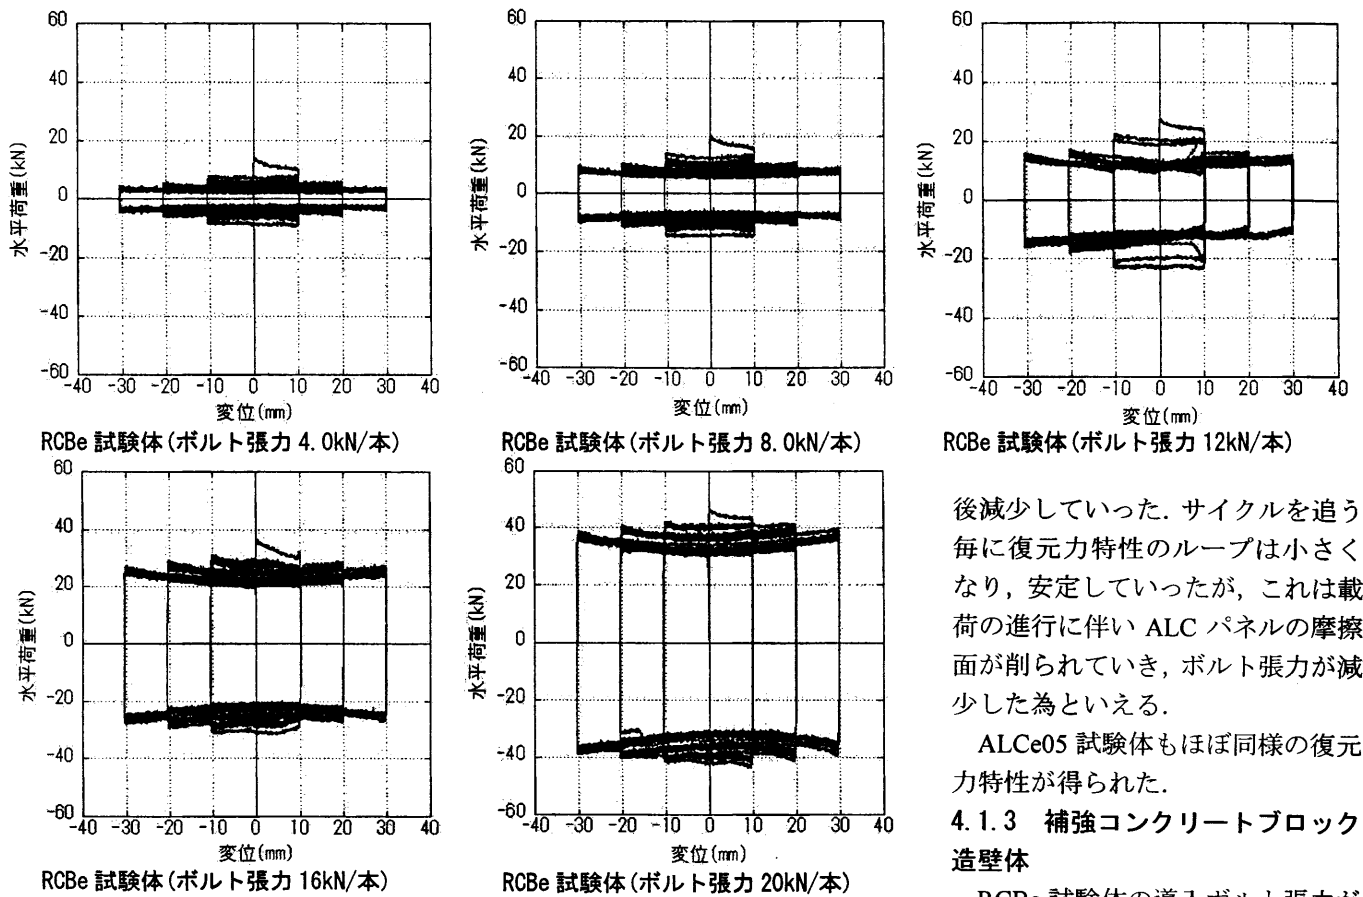 60
40
20
0
-20
-40
-60
水平荷重(kN)
-40 -30 -20 -10 0 10 20 30 40
変位(mm)
RCBe 試験体(ボルト張力 4.0kN/本)
60
40
20
0
-20
-40
-60
水平荷重(kN)
-40 -30 -20 -10 0 10 20 30 40
変位(mm)
RCBe 試験体(ボルト張力 8.0kN/本)
60
40
20
0
-20
-40
-60
水平荷重(kN)
-40 -30 -20 -10 0 10 20 30 40
変位(mm)
RCBe 試験体(ボルト張力 12kN/本)
60
40
20
0
-20
-40
-60
水平荷重(kN)
-40 -30 -20 -10 0 10 20 30 40
変位(mm)
RCBe 試験体(ボルト張力 16kN/本)
60
40
20
0
-20
-40
-60
水平荷重(kN)
-40 -30 -20 -10 0 10 20 30 40
変位(mm)
RCBe 試験体(ボルト張力 20kN/本)
後減少していった. サイクルを追う
毎に復元力特性のループは小さく
なり, 安定していったが, これは載
荷の進行に伴い ALC パネルの摩擦
面が削られていき, ボルト張力が減
少した為といえる.
ALCe05 試験体もほぼ同様の復元
力特性が得られた.
4.1.3 補強コンクリートブロック
造壁体
RCBe 試験体の導入ボルト張力が